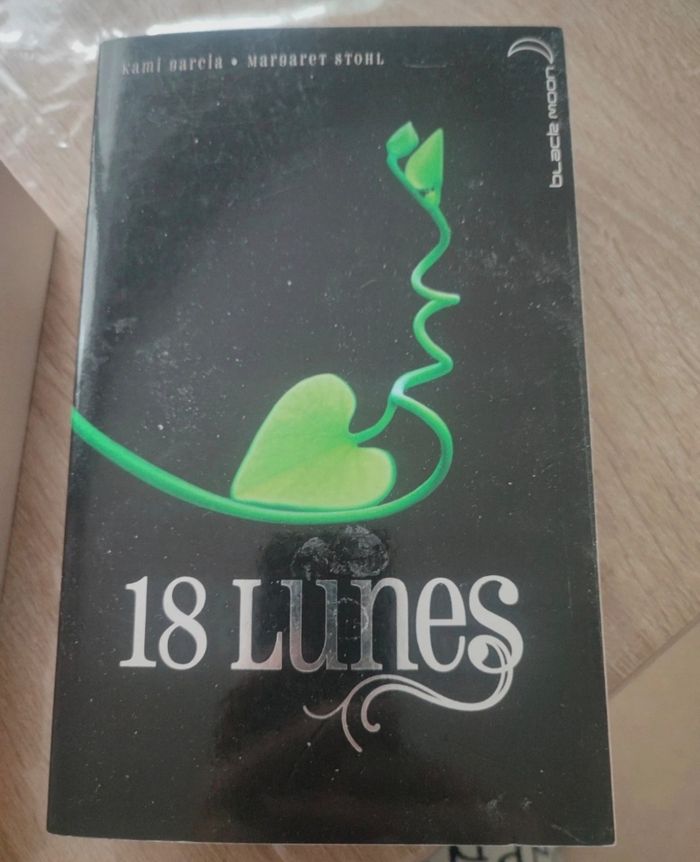 Kami Garcia • Margaret Stohl
black moon
18 Lunes